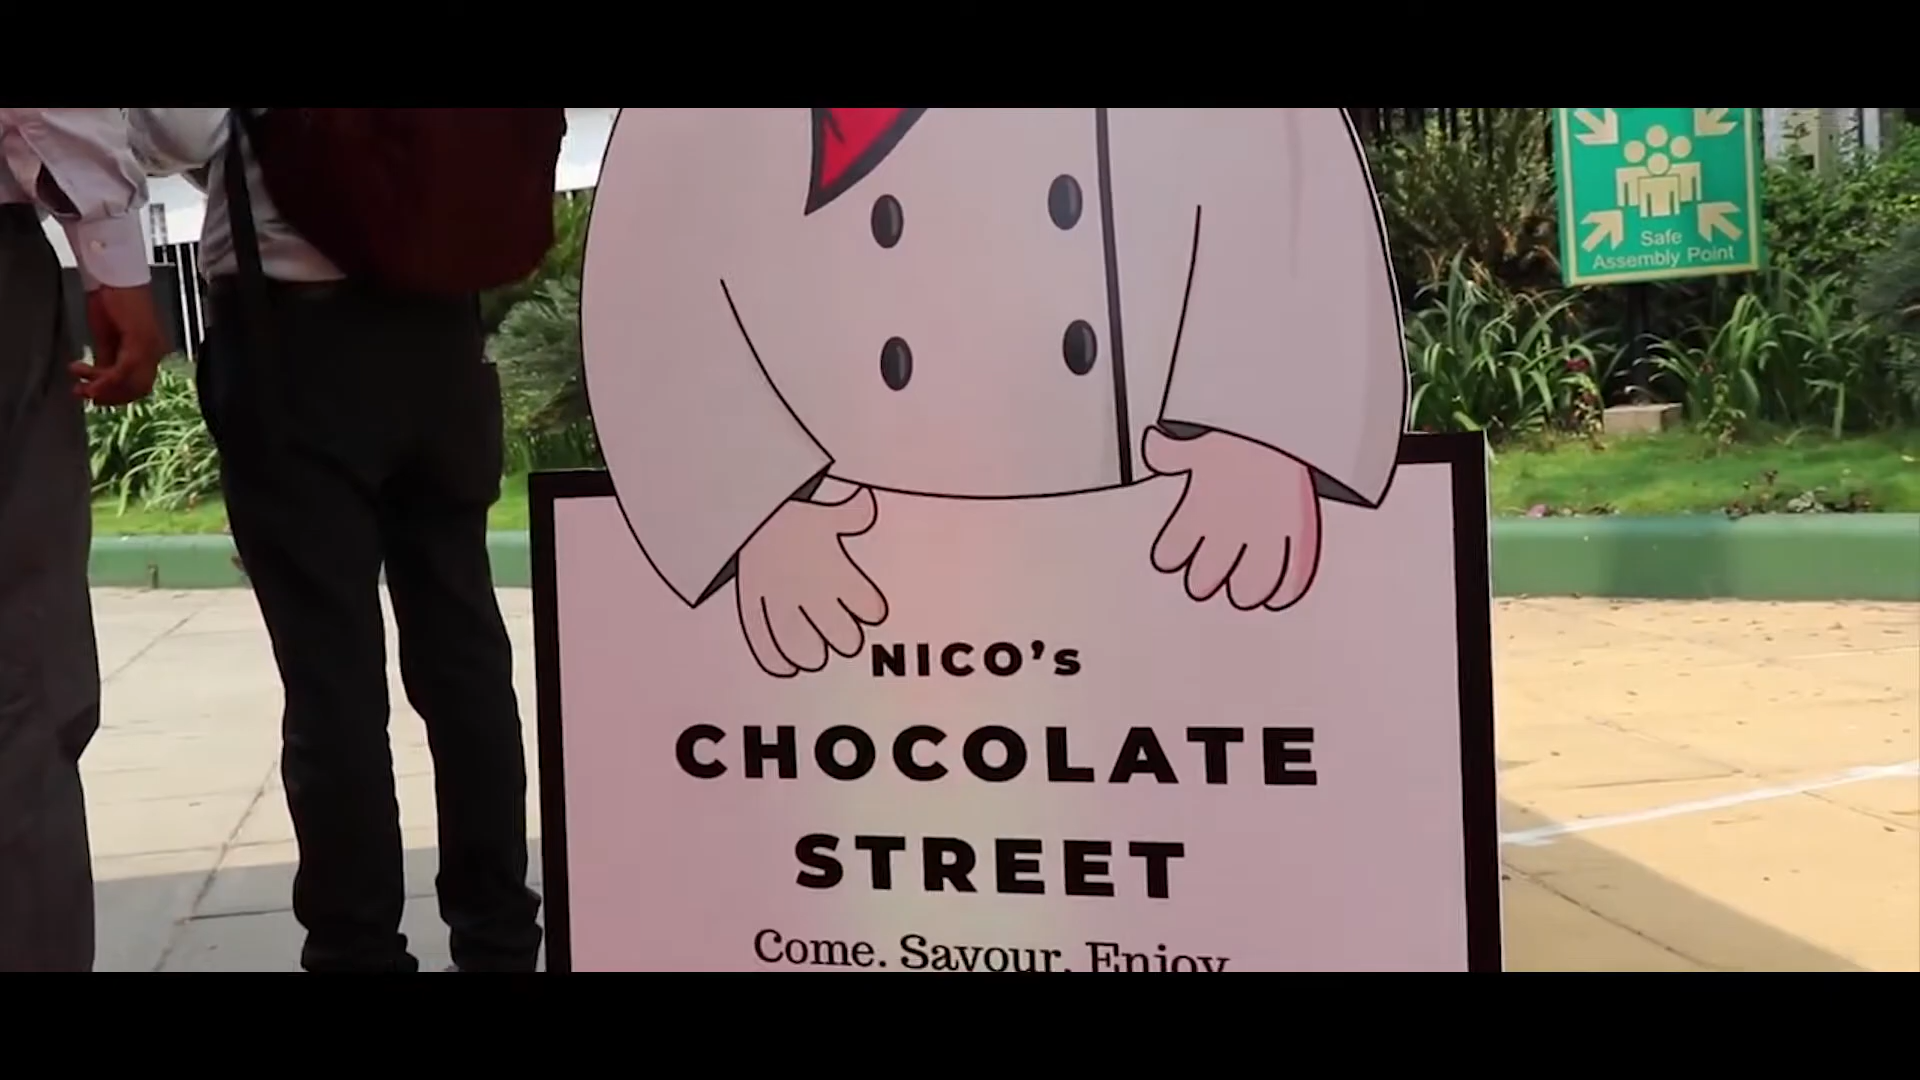 Safe
Assembly Point
NICO's
CHOCOLATE
STREET
Come. Savour. Enjoy